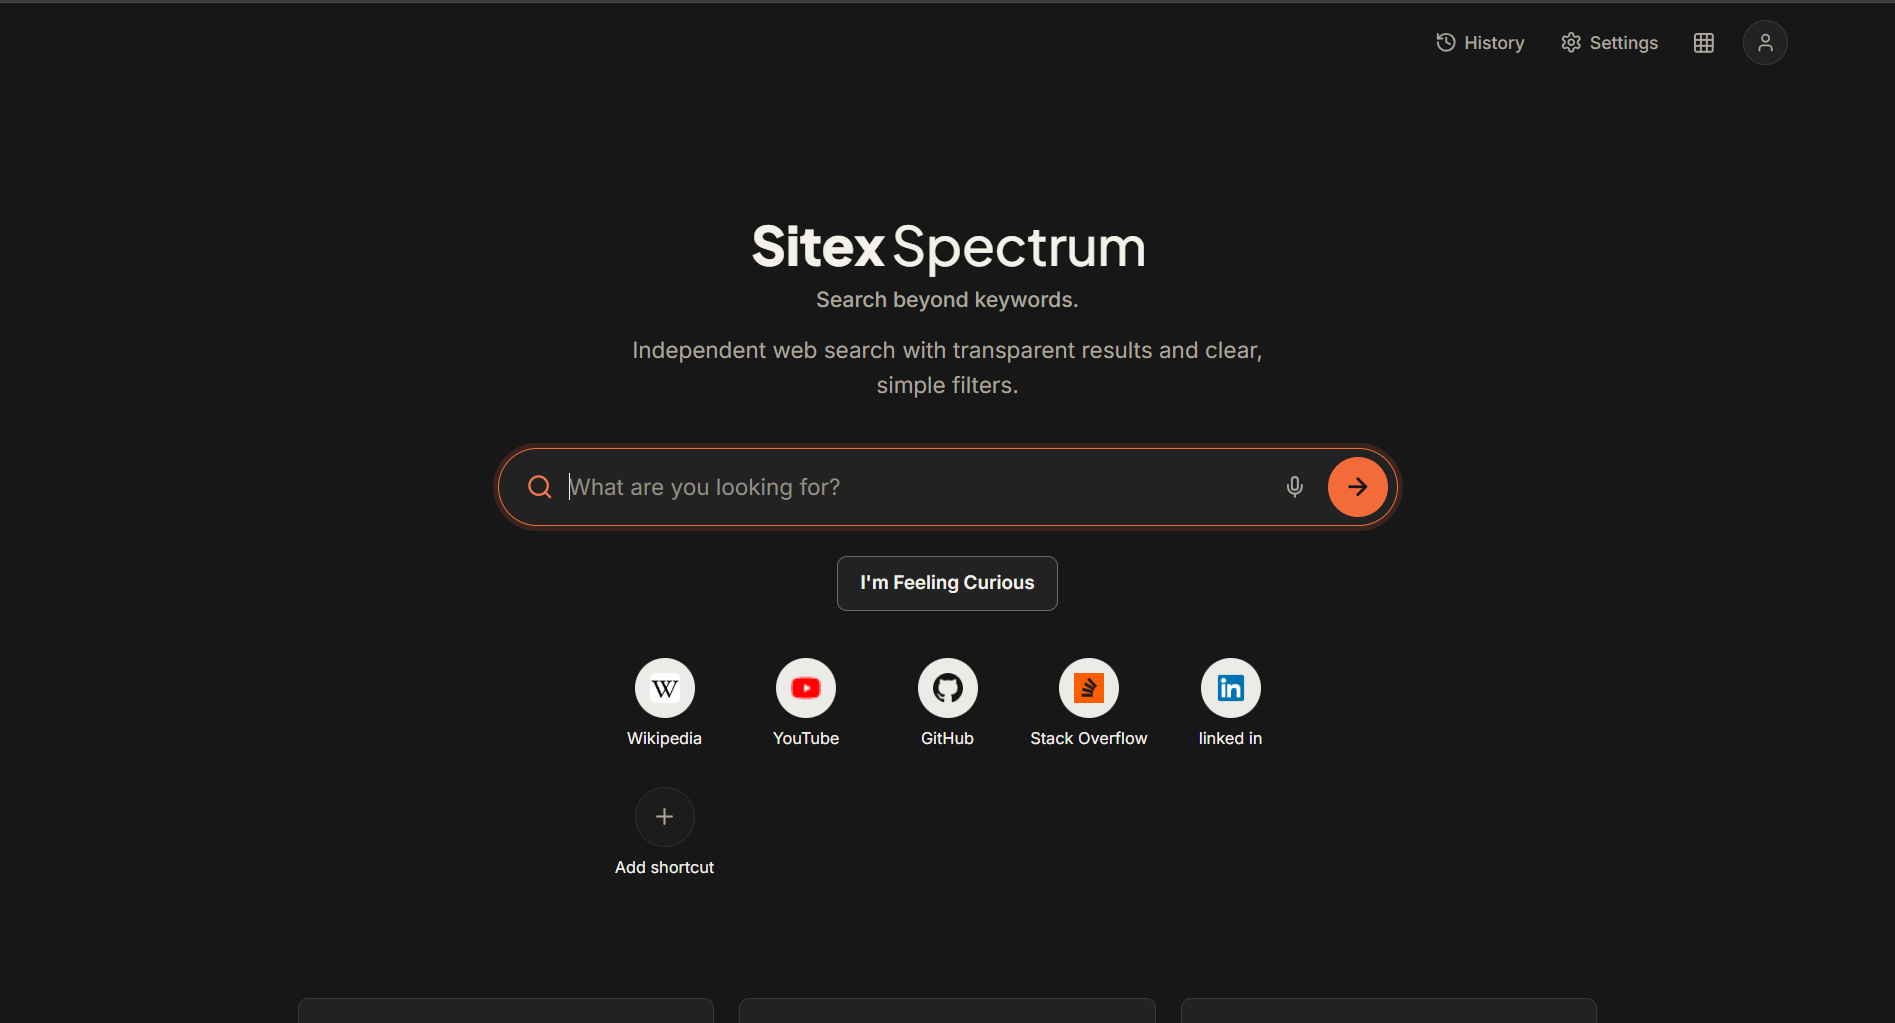 History
Settings
Sitex Spectrum
Search beyond keywords.
Independent web search with transparent results and clear,
simple filters.
What are you looking for?
I'm Feeling Curious
Wikipedia
YouTube
GitHub
Stack Overflow
linked in
Add shortcut